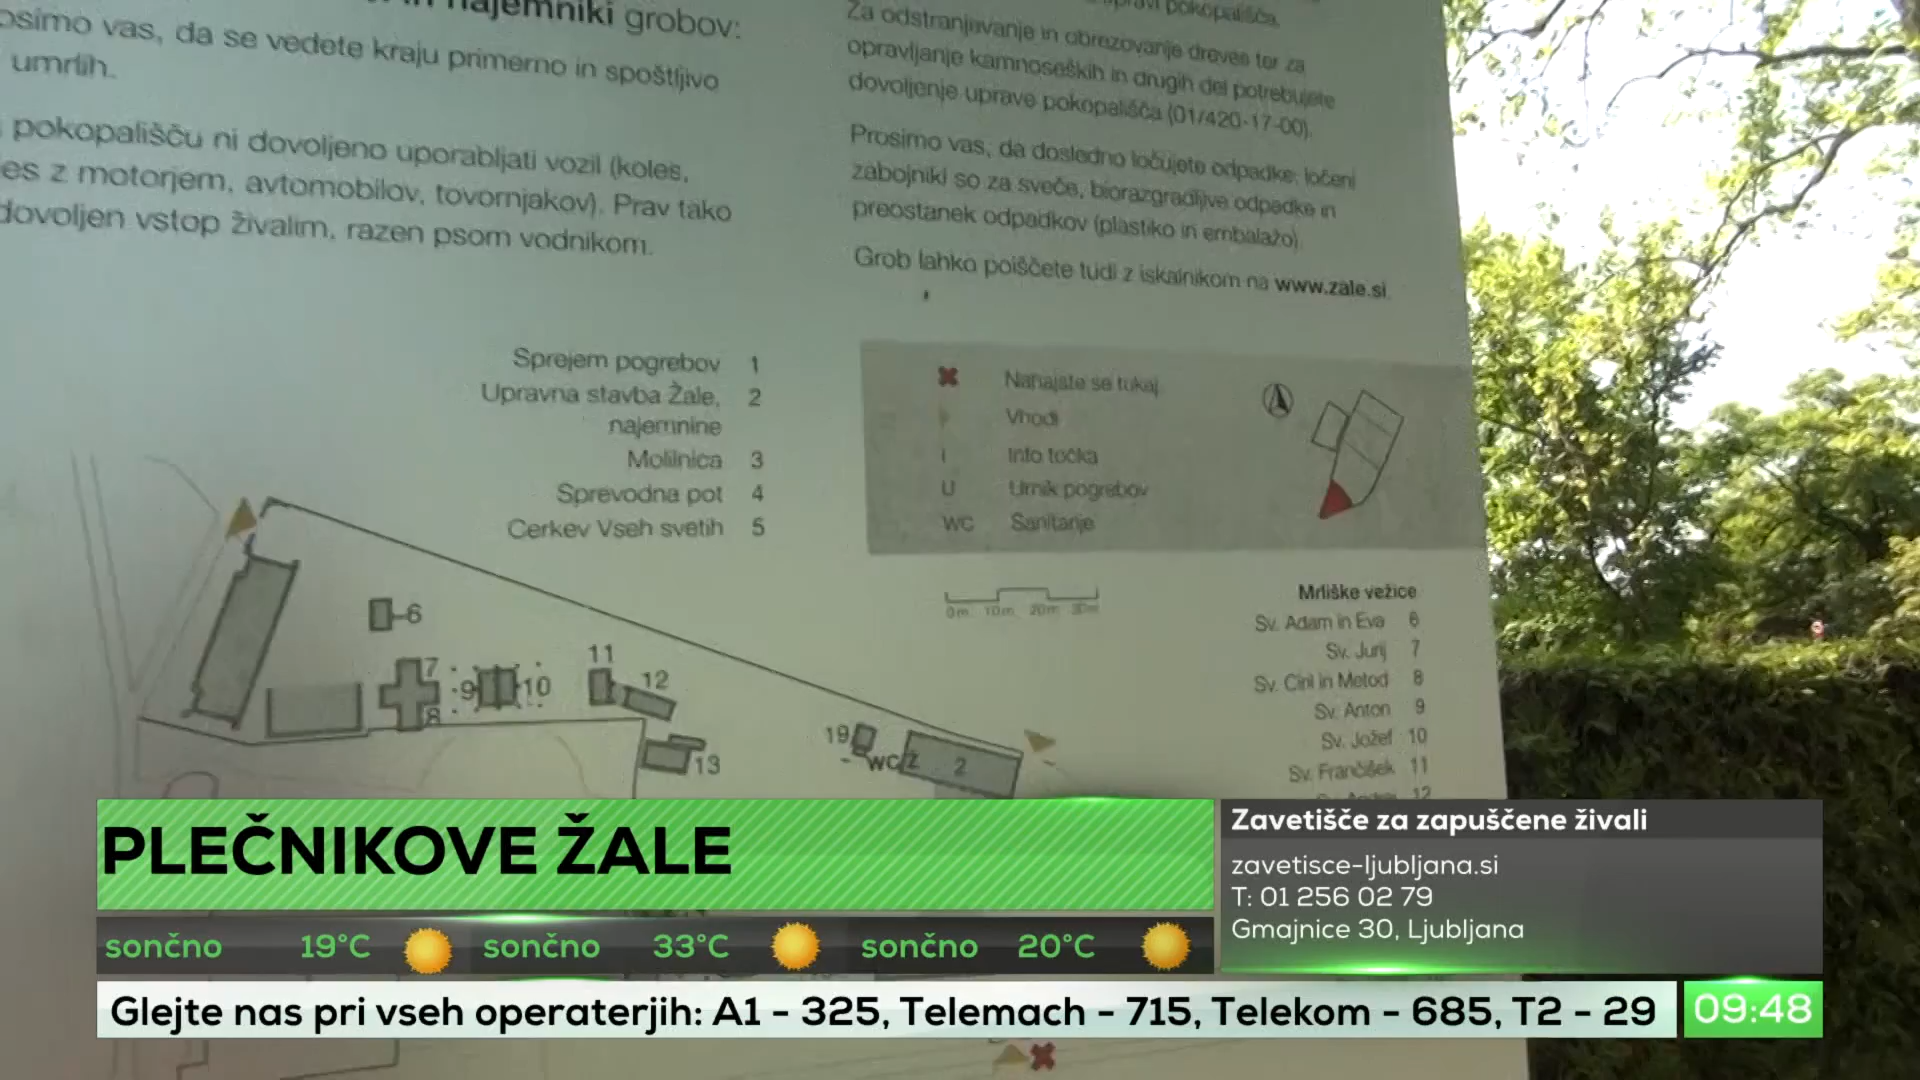 najemniki grobov:
vas, da se vedete kraju primerno in spoštljivo
umrlih.
pokopališču ni dovoljeno uporabljati vozil (koles,
z motorjem, avtomobilov, tovornjakov). Prav tako
dovoljen vstop živalim, razen psom vodnikom.
pokopališča.
Za odstranjevanje in obrezovanje dreves ter za
opravljanje kamnoseških in drugih del potrebujete
dovoljenje uprave pokopališča (01/420-17-00).
Prosimo vas, da dosledno ločujete odpadke; ločeni
zabojniki so za sveče, biorazgradljive odpadke in
preostanek odpadkov (plastiko in embalažo).
Grob lahko poiščete tudi z iskalnikom na www.zale.si.
Sprejem pogrebov 1
Upravna stavba Žale, 2
najemnine
Molilnica 3
Sprevodna pot 4
Cerkev Vseh svetih 5
Nahajate se tukaj
Vhodi
I Info točka
U Urnik pogrebov
WC Sanitarije
0m 10m 20m 30m
Mrliške vežice
Sv. Adam in Eva 6
Sv. Jurij 7
Sv. Ciril in Metod 8
Sv. Anton 9
Sv. Jožef 10
Sv. Frančišek 11
12
6
7
8
9
10
11
12
13
19
WC
2
PLEČNIKOVE ŽALE
Zavetišče za zapuščene živali
zavetisce-ljubljana.si
T: 01 256 02 79
Gmajnice 30, Ljubljana
sončno 19°C sončno 33°C sončno 20°C
Glejte nas pri vseh operaterjih: A1 - 325, Telemach - 715, Telekom - 685, T2 - 29
09:48